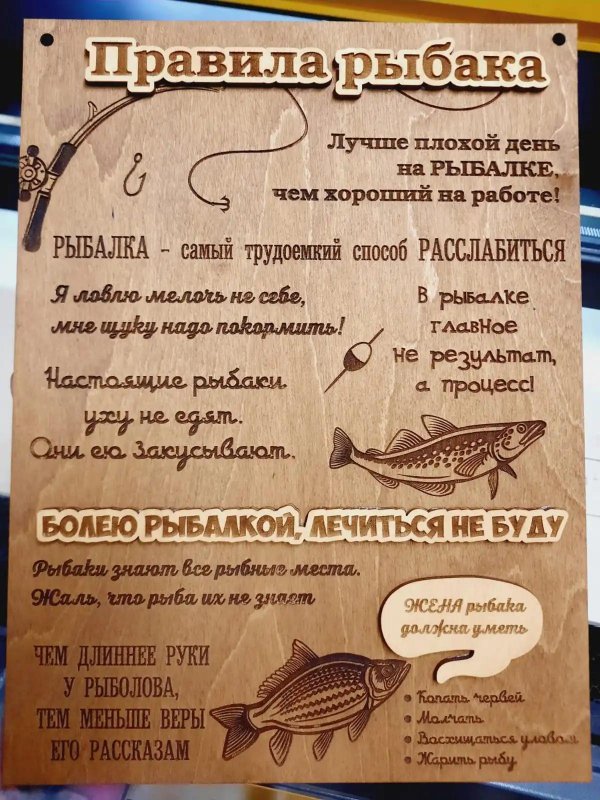 Правила рыбака
Лучше плохой день
на РЫБАЛКЕ,
чем хороший на работе!
РЫБАЛКА - самый трудоемкий способ РАССЛАБИТЬСЯ
Я ловлю мелочь не себе,
мне щуку надо покормить!
В рыбалке
главное
не результат,
а процесс!
Настоящие рыбаки
уху не едят.
Они ею Закусывают.
БОЛЕЮ РЫБАЛКОЙ, ЛЕЧИТЬСЯ НЕ БУДУ
Рыбаки знают все рыбные места.
Жаль, что рыба их не знает
ЧЕМ ДЛИННЕЕ РУКИ
У РЫБОЛОВА,
ТЕМ МЕНЬШЕ ВЕРЫ
ЕГО РАССКАЗАМ
ЖЕНА рыбака
должна уметь
• Копать червей
• Молчать
• Восхищаться уловом
• Жарить рыбу